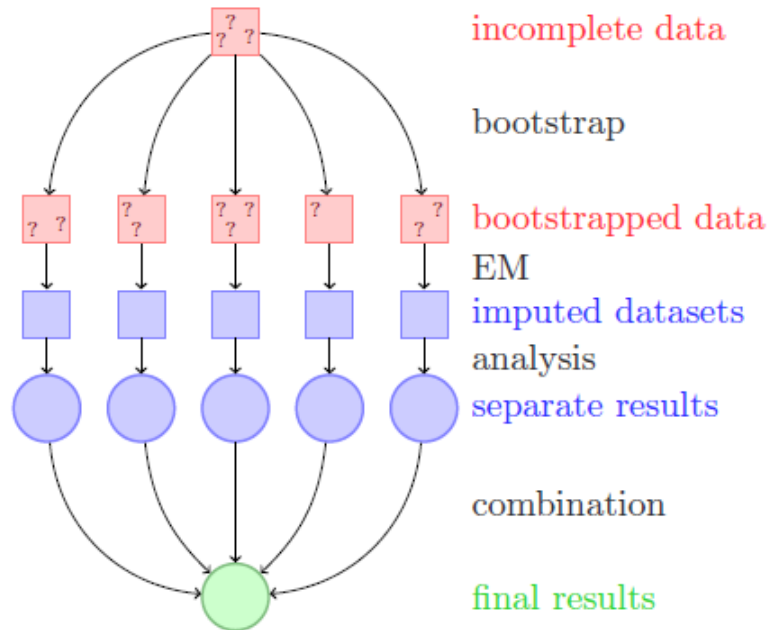 ? ? ?
incomplete data
bootstrap
? ? ? ? ? ? ? ? ? ?
bootstrapped data
EM
imputed datasets
analysis
separate results
combination
final results